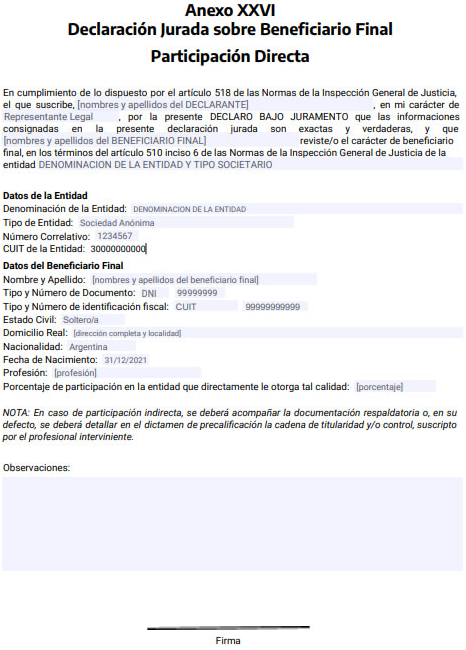 Anexo XXVI
Declaración Jurada sobre Beneficiario Final
Participación Directa
En cumplimiento de lo dispuesto por el artículo 518 de las Normas de la Inspección General de Justicia,
el que suscribe, [nombres y apellidos del DECLARANTE] , en mi carácter de
Representante Legal , por la presente DECLARO BAJO JURAMENTO que las informaciones
consignadas en la presente declaración jurada son exactas y verdaderas, y que
[nombres y apellidos del BENEFICIARIO FINAL] reviste/o el carácter de beneficiario
final, en los términos del artículo 510 inciso 6 de las Normas de la Inspección General de Justicia de la
entidad DENOMINACION DE LA ENTIDAD Y TIPO SOCIETARIO
Datos de la Entidad
Denominación de la Entidad: DENOMINACION DE LA ENTIDAD
Tipo de Entidad: Sociedad Anónima
Número Correlativo: 1234567
CUIT de la Entidad: 30000000000
Datos del Beneficiario Final
Nombre y Apellido: [nombres y apellidos del beneficiario final]
Tipo y Número de Documento: DNI 99999999
Tipo y Número de identificación fiscal: CUIT 99999999999
Estado Civil: Soltero/a
Domicilio Real: [dirección completa y localidad]
Nacionalidad: Argentina
Fecha de Nacimiento: 31/12/2021
Profesión: [profesión]
Porcentaje de participación en la entidad que directamente le otorga tal calidad: [porcentaje]
NOTA: En caso de participación indirecta, se deberá acompañar la documentación respaldatoria o, en su
defecto, se deberá detallar en el dictamen de precalificación la cadena de titularidad y/o control, suscripto
por el profesional interviniente.
Observaciones:
Firma